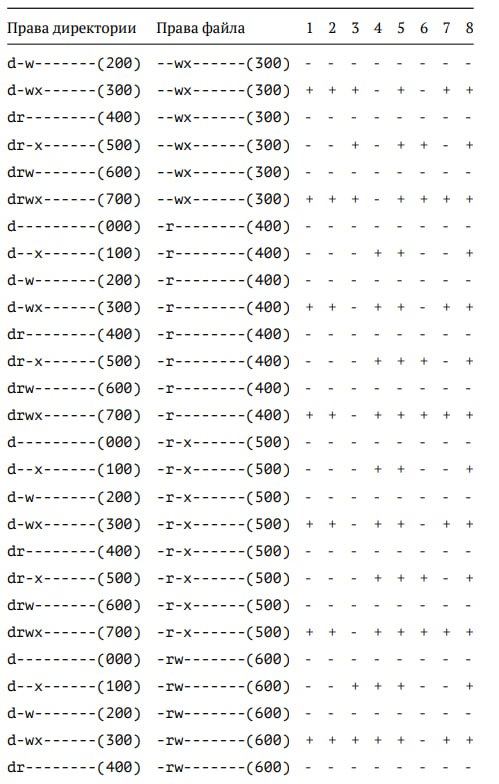 Права директории Права файла 1 2 3 4 5 6 7 8
d-w-------(200) --wx------(300) - - - - - - - -
d-wx------(300) --wx------(300) + + + - + - + +
dr--------(400) --wx------(300) - - - - - - - -
dr-x------(500) --wx------(300) - - + - + + - +
drw-------(600) --wx------(300) - - - - - - - -
drwx------(700) --wx------(300) + + + - + + + +
d---------(000) -r--------(400) - - - - - - - -
d--x------(100) -r--------(400) - - - + + - - +
d-w-------(200) -r--------(400) - - - - - - - -
d-wx------(300) -r--------(400) + + - + + - + +
dr--------(400) -r--------(400) - - - - - - - -
dr-x------(500) -r--------(400) - - - + + + - +
drw-------(600) -r--------(400) - - - - - - - -
drwx------(700) -r--------(400) + + - + + + + +
d---------(000) -r-x------(500) - - - - - - - -
d--x------(100) -r-x------(500) - - - + + - - +
d-w-------(200) -r-x------(500) - - - - - - - -
d-wx------(300) -r-x------(500) + + - + + - + +
dr--------(400) -r-x------(500) - - - - - - - -
dr-x------(500) -r-x------(500) - - - + + + - +
drw-------(600) -r-x------(500) - - - - - - - -
drwx------(700) -r-x------(500) + + - + + + + +
d---------(000) -rw-------(600) - - - - - - - -
d--x------(100) -rw-------(600) - - + + + - - +
d-w-------(200) -rw-------(600) - - - - - - - -
d-wx------(300) -rw-------(600) + + + + + - + +
dr--------(400) -rw-------(600) - - - - - - - -